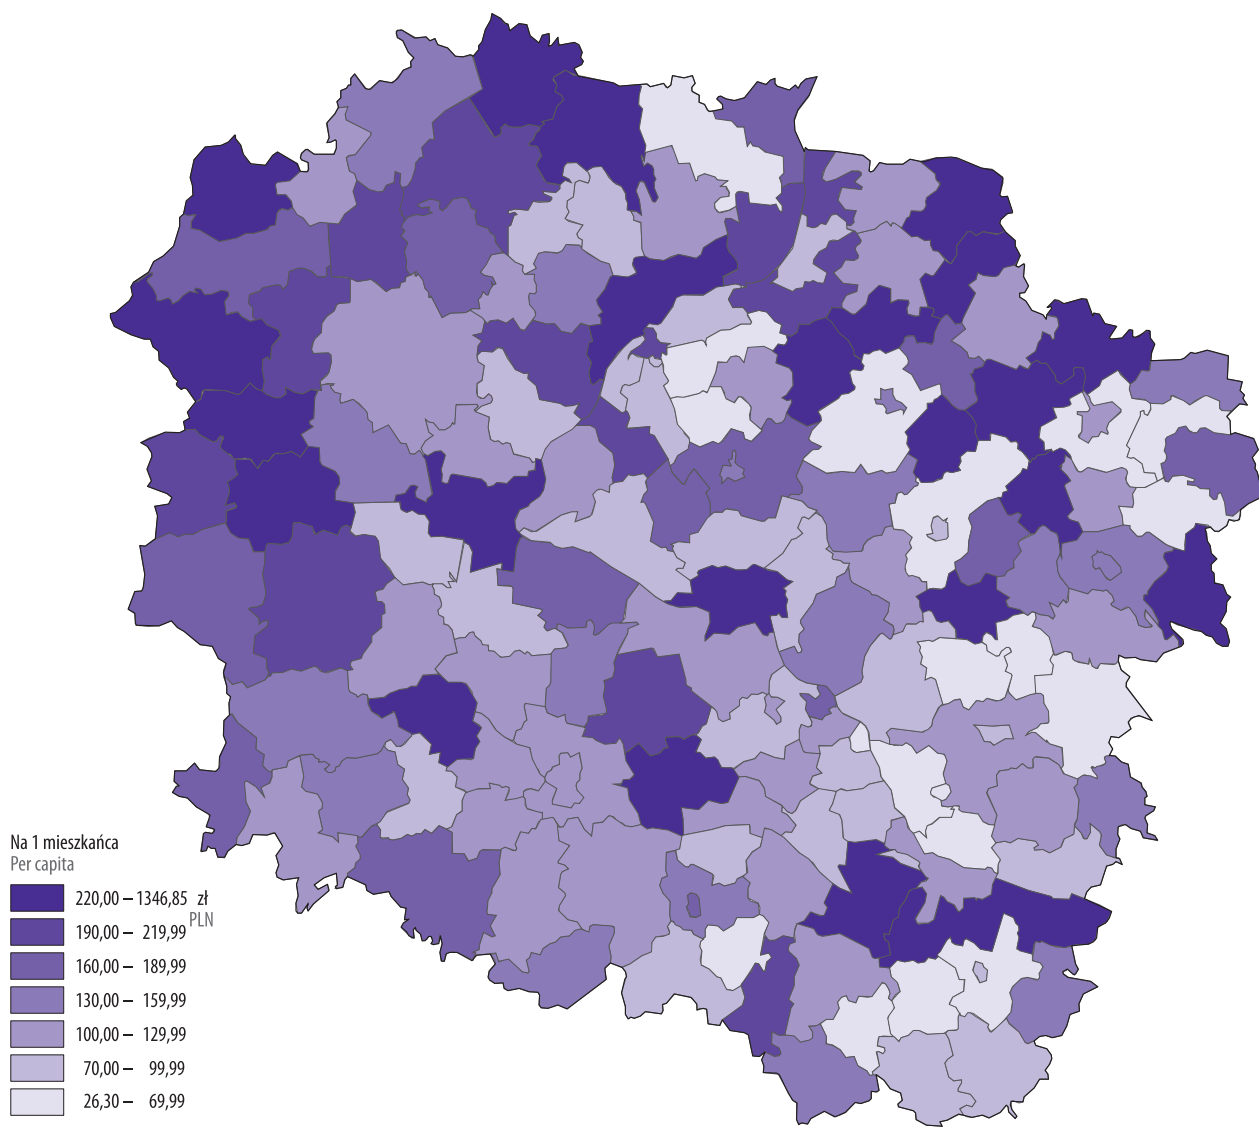 Na 1 mieszkańca
Per capita
220,00 – 1346,85 zł
PLN
190,00 – 219,99
160,00 – 189,99
130,00 – 159,99
100,00 – 129,99
70,00 – 99,99
26,30 – 69,99